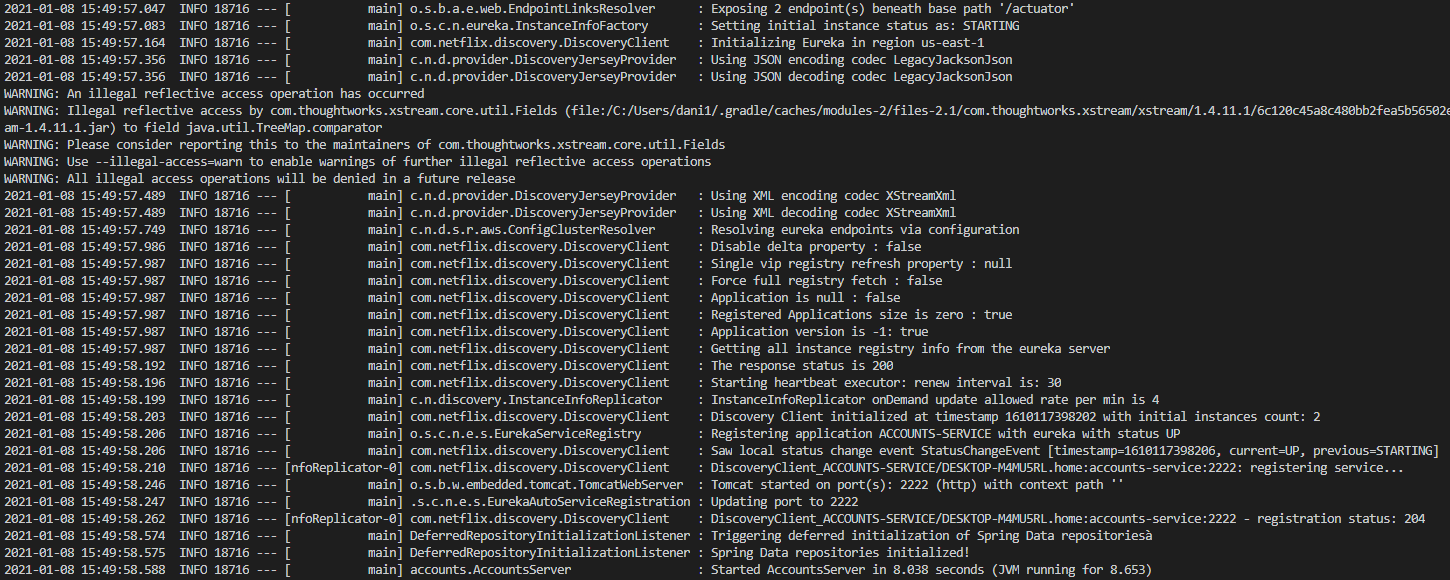 2021-01-08 15:49:57.047  INFO 18716 --- [           main] o.s.b.a.e.web.EndpointLinksResolver      : Exposing 2 endpoint(s) beneath base path '/actuator'
2021-01-08 15:49:57.083  INFO 18716 --- [           main] o.s.c.n.eureka.InstanceInfoFactory       : Setting initial instance status as: STARTING
2021-01-08 15:49:57.164  INFO 18716 --- [           main] com.netflix.discovery.DiscoveryClient    : Initializing Eureka in region us-east-1
2021-01-08 15:49:57.356  INFO 18716 --- [           main] c.n.d.provider.DiscoveryJerseyProvider   : Using JSON encoding codec LegacyJacksonJson
2021-01-08 15:49:57.356  INFO 18716 --- [           main] c.n.d.provider.DiscoveryJerseyProvider   : Using JSON decoding codec LegacyJacksonJson
WARNING: An illegal reflective access operation has occurred
WARNING: Illegal reflective access by com.thoughtworks.xstream.core.util.Fields (file:/C:/Users/dani1/.gradle/caches/modules-2/files-2.1/com.thoughtworks.xstream/xstream/1.4.11.1/6c120c45a8c480bb2fea5b56502e
am-1.4.11.1.jar) to field java.util.TreeMap.comparator
WARNING: Please consider reporting this to the maintainers of com.thoughtworks.xstream.core.util.Fields
WARNING: Use --illegal-access=warn to enable warnings of further illegal reflective access operations
WARNING: All illegal access operations will be denied in a future release
2021-01-08 15:49:57.489  INFO 18716 --- [           main] c.n.d.provider.DiscoveryJerseyProvider   : Using XML encoding codec XStreamXml
2021-01-08 15:49:57.489  INFO 18716 --- [           main] c.n.d.provider.DiscoveryJerseyProvider   : Using XML decoding codec XStreamXml
2021-01-08 15:49:57.749  INFO 18716 --- [           main] c.n.d.s.r.aws.ConfigClusterResolver      : Resolving eureka endpoints via configuration
2021-01-08 15:49:57.986  INFO 18716 --- [           main] com.netflix.discovery.DiscoveryClient    : Disable delta property : false
2021-01-08 15:49:57.987  INFO 18716 --- [           main] com.netflix.discovery.DiscoveryClient    : Single vip registry refresh property : null
2021-01-08 15:49:57.987  INFO 18716 --- [           main] com.netflix.discovery.DiscoveryClient    : Force full registry fetch : false
2021-01-08 15:49:57.987  INFO 18716 --- [           main] com.netflix.discovery.DiscoveryClient    : Application is null : false
2021-01-08 15:49:57.987  INFO 18716 --- [           main] com.netflix.discovery.DiscoveryClient    : Registered Applications size is zero : true
2021-01-08 15:49:57.987  INFO 18716 --- [           main] com.netflix.discovery.DiscoveryClient    : Application version is -1: true
2021-01-08 15:49:57.987  INFO 18716 --- [           main] com.netflix.discovery.DiscoveryClient    : Getting all instance registry info from the eureka server
2021-01-08 15:49:58.192  INFO 18716 --- [           main] com.netflix.discovery.DiscoveryClient    : The response status is 200
2021-01-08 15:49:58.196  INFO 18716 --- [           main] com.netflix.discovery.DiscoveryClient    : Starting heartbeat executor: renew interval is: 30
2021-01-08 15:49:58.199  INFO 18716 --- [           main] c.n.discovery.InstanceInfoReplicator     : InstanceInfoReplicator onDemand update allowed rate per min is 4
2021-01-08 15:49:58.203  INFO 18716 --- [           main] com.netflix.discovery.DiscoveryClient    : Discovery Client initialized at timestamp 1610117398202 with initial instances count: 2
2021-01-08 15:49:58.206  INFO 18716 --- [           main] o.s.c.n.e.s.EurekaServiceRegistry        : Registering application ACCOUNTS-SERVICE with eureka with status UP
2021-01-08 15:49:58.206  INFO 18716 --- [           main] com.netflix.discovery.DiscoveryClient    : Saw local status change event StatusChangeEvent [timestamp=1610117398206, current=UP, previous=STARTING]
2021-01-08 15:49:58.210  INFO 18716 --- [nfoReplicator-0] com.netflix.discovery.DiscoveryClient    : DiscoveryClient_ACCOUNTS-SERVICE/DESKTOP-M4MU5RL.home:accounts-service:2222: registering service...
2021-01-08 15:49:58.246  INFO 18716 --- [           main] o.s.b.w.embedded.tomcat.TomcatWebServer  : Tomcat started on port(s): 2222 (http) with context path ''
2021-01-08 15:49:58.247  INFO 18716 --- [           main] .s.c.n.e.s.EurekaAutoServiceRegistration : Updating port to 2222
2021-01-08 15:49:58.262  INFO 18716 --- [nfoReplicator-0] com.netflix.discovery.DiscoveryClient    : DiscoveryClient_ACCOUNTS-SERVICE/DESKTOP-M4MU5RL.home:accounts-service:2222 - registration status: 204
2021-01-08 15:49:58.574  INFO 18716 --- [           main] DeferredRepositoryInitializationListener : Triggering deferred initialization of Spring Data repositoriesà
2021-01-08 15:49:58.575  INFO 18716 --- [           main] DeferredRepositoryInitializationListener : Spring Data repositories initialized!
2021-01-08 15:49:58.588  INFO 18716 --- [           main] accounts.AccountsServer                  : Started AccountsServer in 8.038 seconds (JVM running for 8.653)